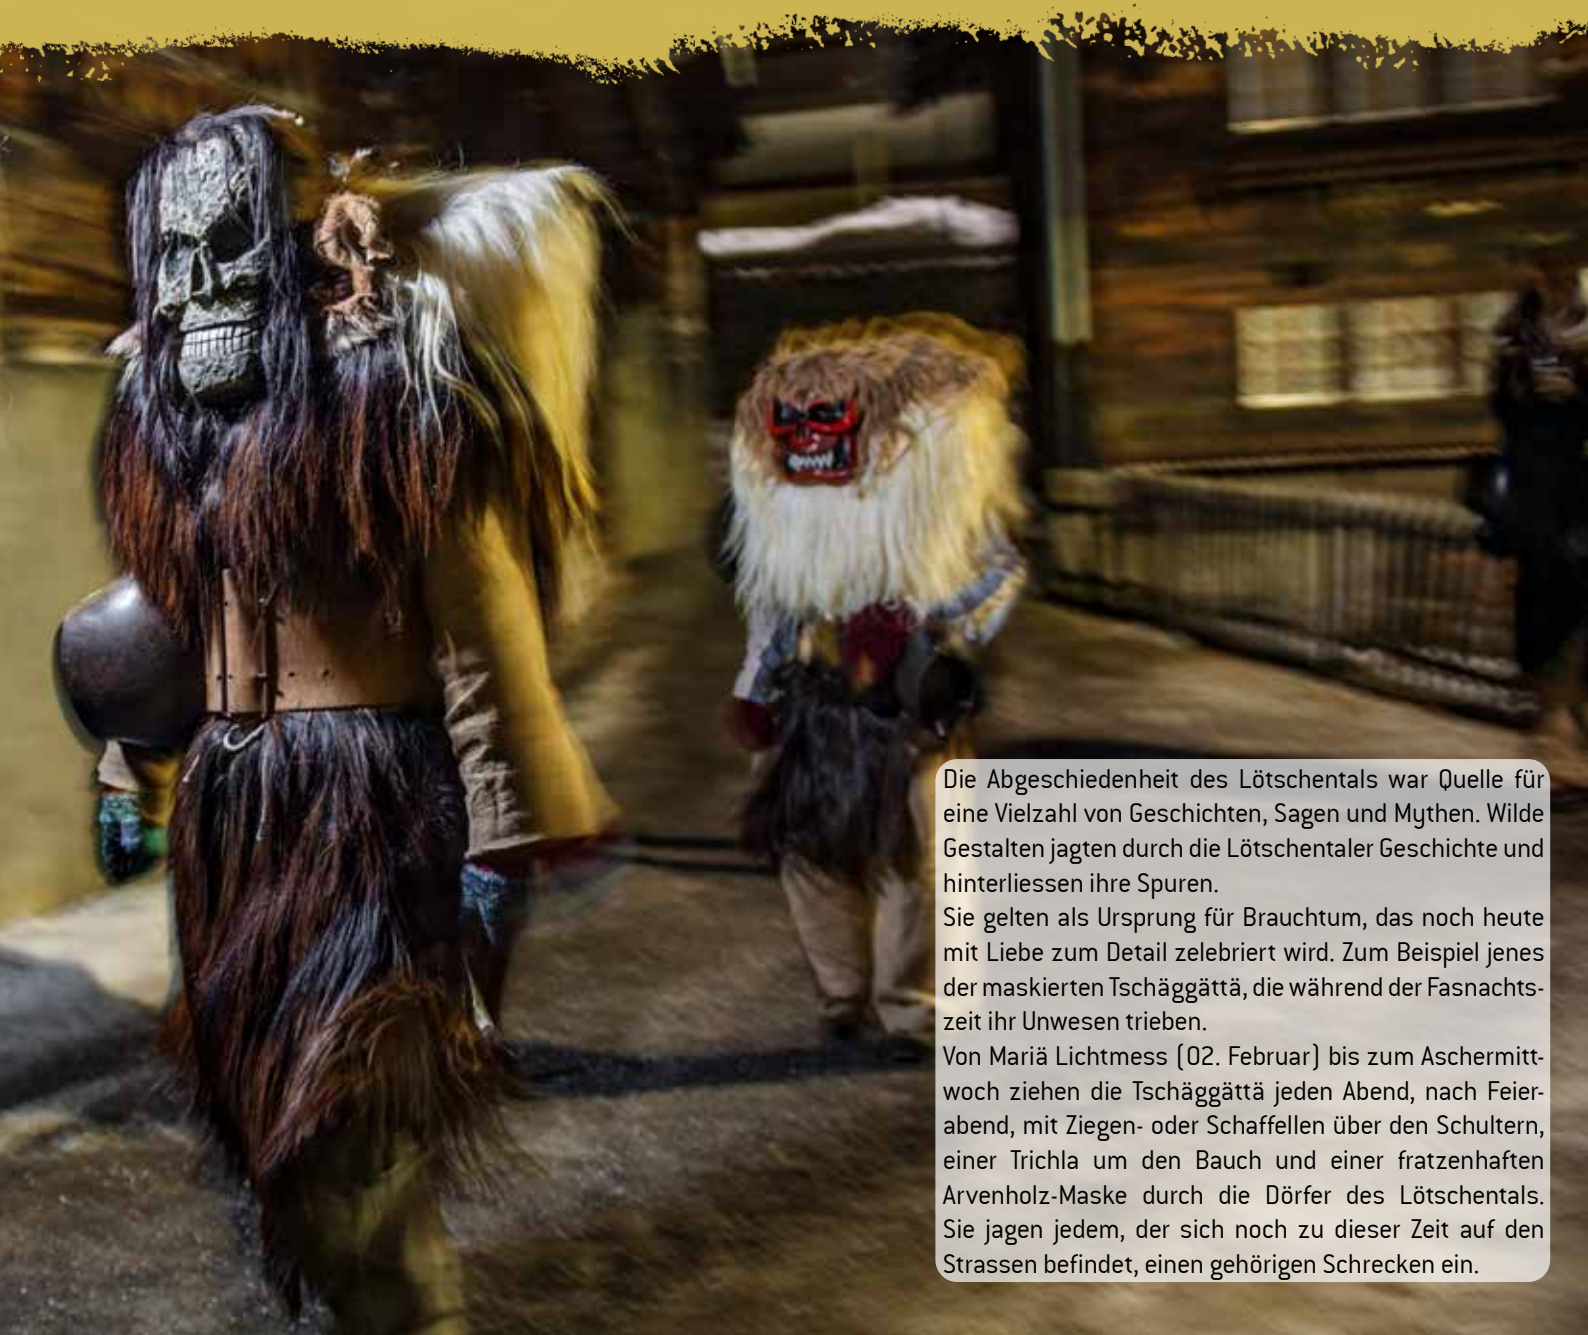 Die Abgeschiedenheit des Lötschentals war Quelle für
eine Vielzahl von Geschichten, Sagen und Mythen. Wilde
Gestalten jagten durch die Lötschentaler Geschichte und
hinterliessen ihre Spuren.
Sie gelten als Ursprung für Brauchtum, das noch heute
mit Liebe zum Detail zelebriert wird. Zum Beispiel jenes
der maskierten Tschäggättä, die während der Fasnachts-
zeit ihr Unwesen trieben.
Von Mariä Lichtmess (02. Februar) bis zum Aschermitt-
woch ziehen die Tschäggättä jeden Abend, nach Feier-
abend, mit Ziegen- oder Schaffellen über den Schultern,
einer Trichla um den Bauch und einer fratzenhaften
Arvenholz-Maske durch die Dörfer des Lötschentals.
Sie jagen jedem, der sich noch zu dieser Zeit auf den
Strassen befindet, einen gehörigen Schrecken ein.